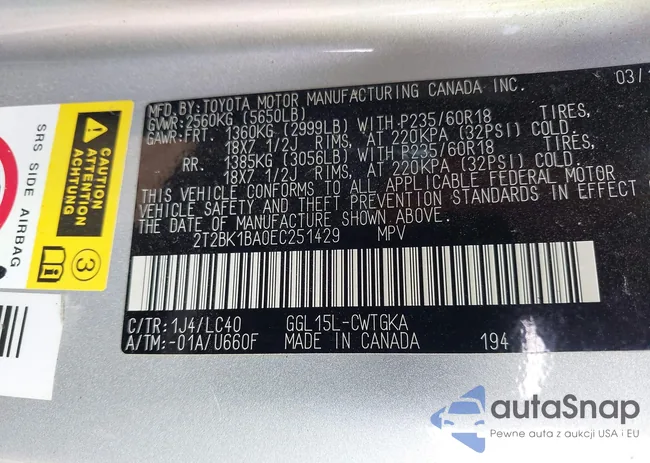 MFD. BY: TOYOTA MOTOR MANUFACTURING CANADA INC. 03/1
GVWR: 2560KG (5650LB)
GAWR: FRT. 1360KG (2999LB) WITH P235/60R18 TIRES,
18X7 1/2J RIMS, AT 220KPA (32PSI) COLD.
RR. 1385KG (3056LB) WITH P235/60R18 TIRES,
18X7 1/2J RIMS, AT 220KPA (32PSI) COLD.
THIS VEHICLE CONFORMS TO ALL APPLICABLE FEDERAL MOTOR
VEHICLE SAFETY AND THEFT PREVENTION STANDARDS IN EFFECT
THE DATE OF MANUFACTURE SHOWN ABOVE.
2T2BK1BA0EC251429 MPV
C/TR: 1J4/LC40 GGL15L-CWTGKA
A/TM: -01A/U660F MADE IN CANADA 194
CAUTION
ATTENTION
ACHTUNG
SRS SIDE AIRBAG
i
3
autaSnap
Pewne auta z aukcji USA i EU